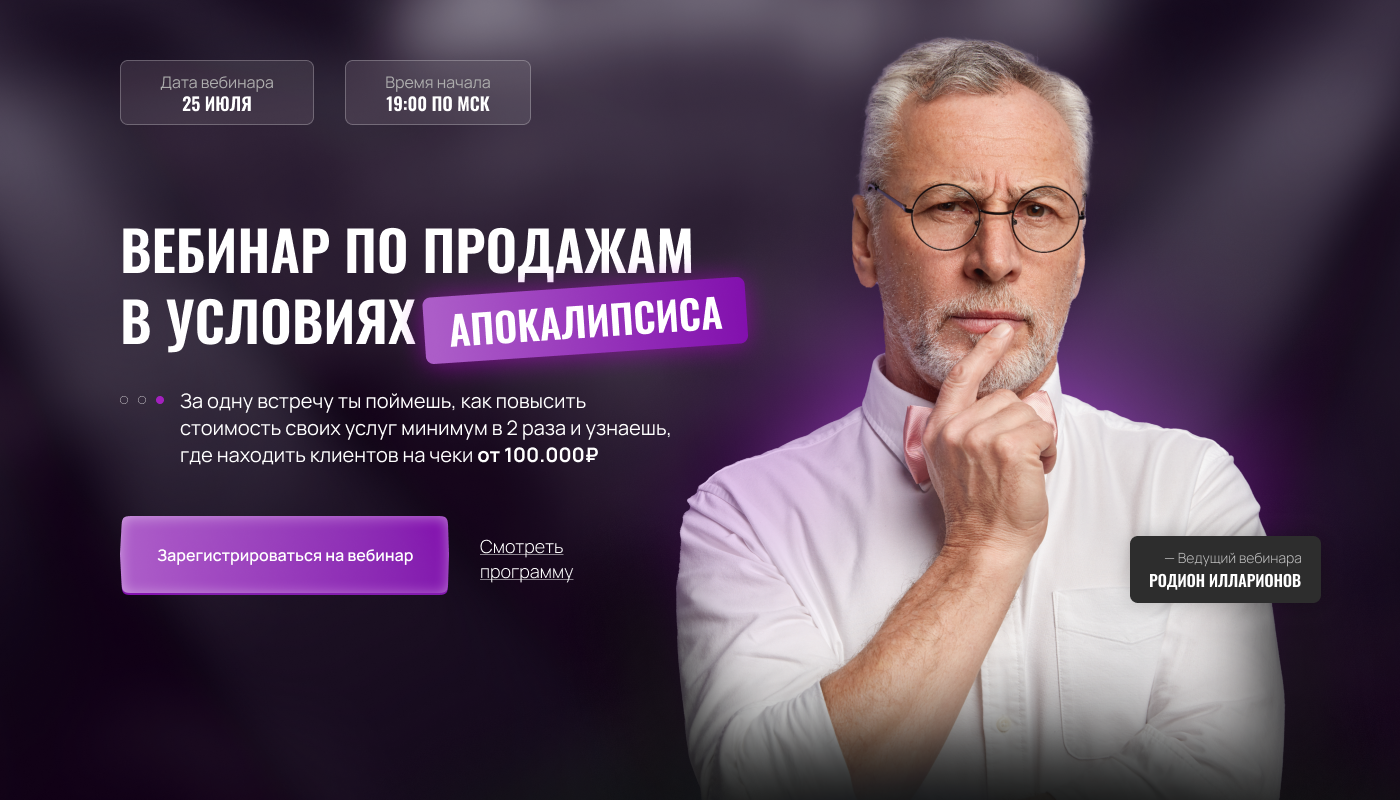 Дата вебинара
25 ИЮЛЯ
Время начала
19:00 ПО МСК
ВЕБИНАР ПО ПРОДАЖАМ
В УСЛОВИЯХ АПОКАЛИПСИСА
За одну встречу ты поймешь, как повысить
стоимость своих услуг минимум в 2 раза и узнаешь,
где находить клиентов на чеки от 100.000₽
Зарегистрироваться на вебинар
Смотреть
программу
— Ведущий вебинара
РОДИОН ИЛЛАРИОНОВ